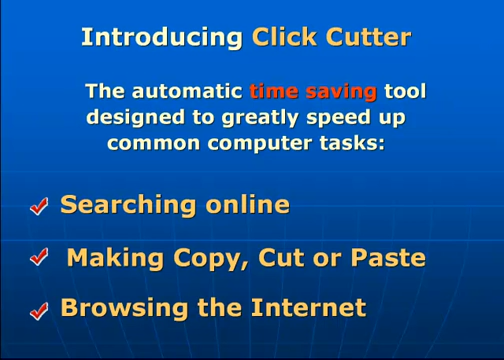 Introducing Click Cutter
The automatic time saving tool
designed to greatly speed up
common computer tasks:
Searching online
Making Copy, Cut or Paste
Browsing the Internet